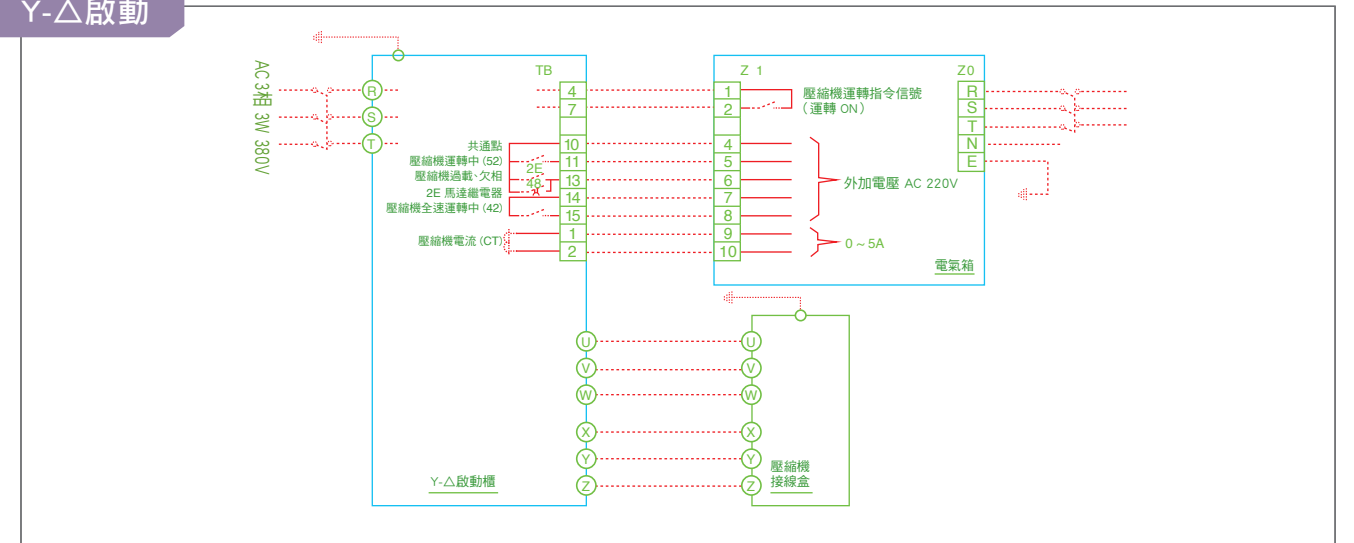 Y-△啟動
AC 3相 3W 380V
R
S
T
TB
4
7
10
11
13
14
15
1
2
共通點
壓縮機運轉中 (52)
壓縮機過載、欠相
2E 馬達繼電器
壓縮機全速運轉中 (42)
2E
48
壓縮機電流 (CT)
U
V
W
X
Y
Z
Y-△啟動櫃
Z 1
1
2
4
5
6
7
8
9
10
壓縮機運轉指令信號
(運轉 ON)
外加電壓 AC 220V
0 ~ 5A
電氣箱
Z0
R
S
T
N
E
U
V
W
X
Y
Z
壓縮機
接線盒